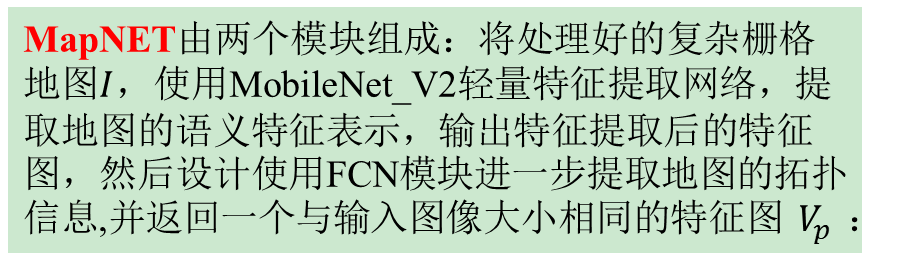 MapNET由两个模块组成：将处理好的复杂栅格
地图I，使用MobileNet_V2轻量特征提取网络，提
取地图的语义特征表示，输出特征提取后的特征
图，然后设计使用FCN模块进一步提取地图的拓扑
信息,并返回一个与输入图像大小相同的特征图 Vp：